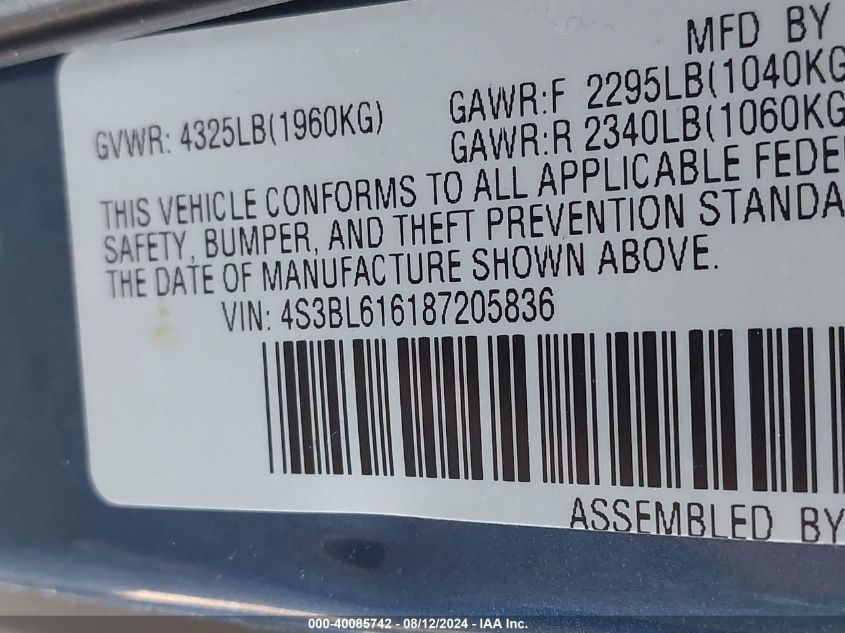 MFD BY
GVWR: 4325LB(1960KG) GAWR:F 2295LB(1040KG
GAWR:R 2340LB(1060KG
THIS VEHICLE CONFORMS TO ALL APPLICABLE FEDE
SAFETY, BUMPER, AND THEFT PREVENTION STANDA
THE DATE OF MANUFACTURE SHOWN ABOVE.
VIN: 4S3BL616187205836
ASSEMBLED BY
000-40085742 - 08/12/2024 - IAA Inc.